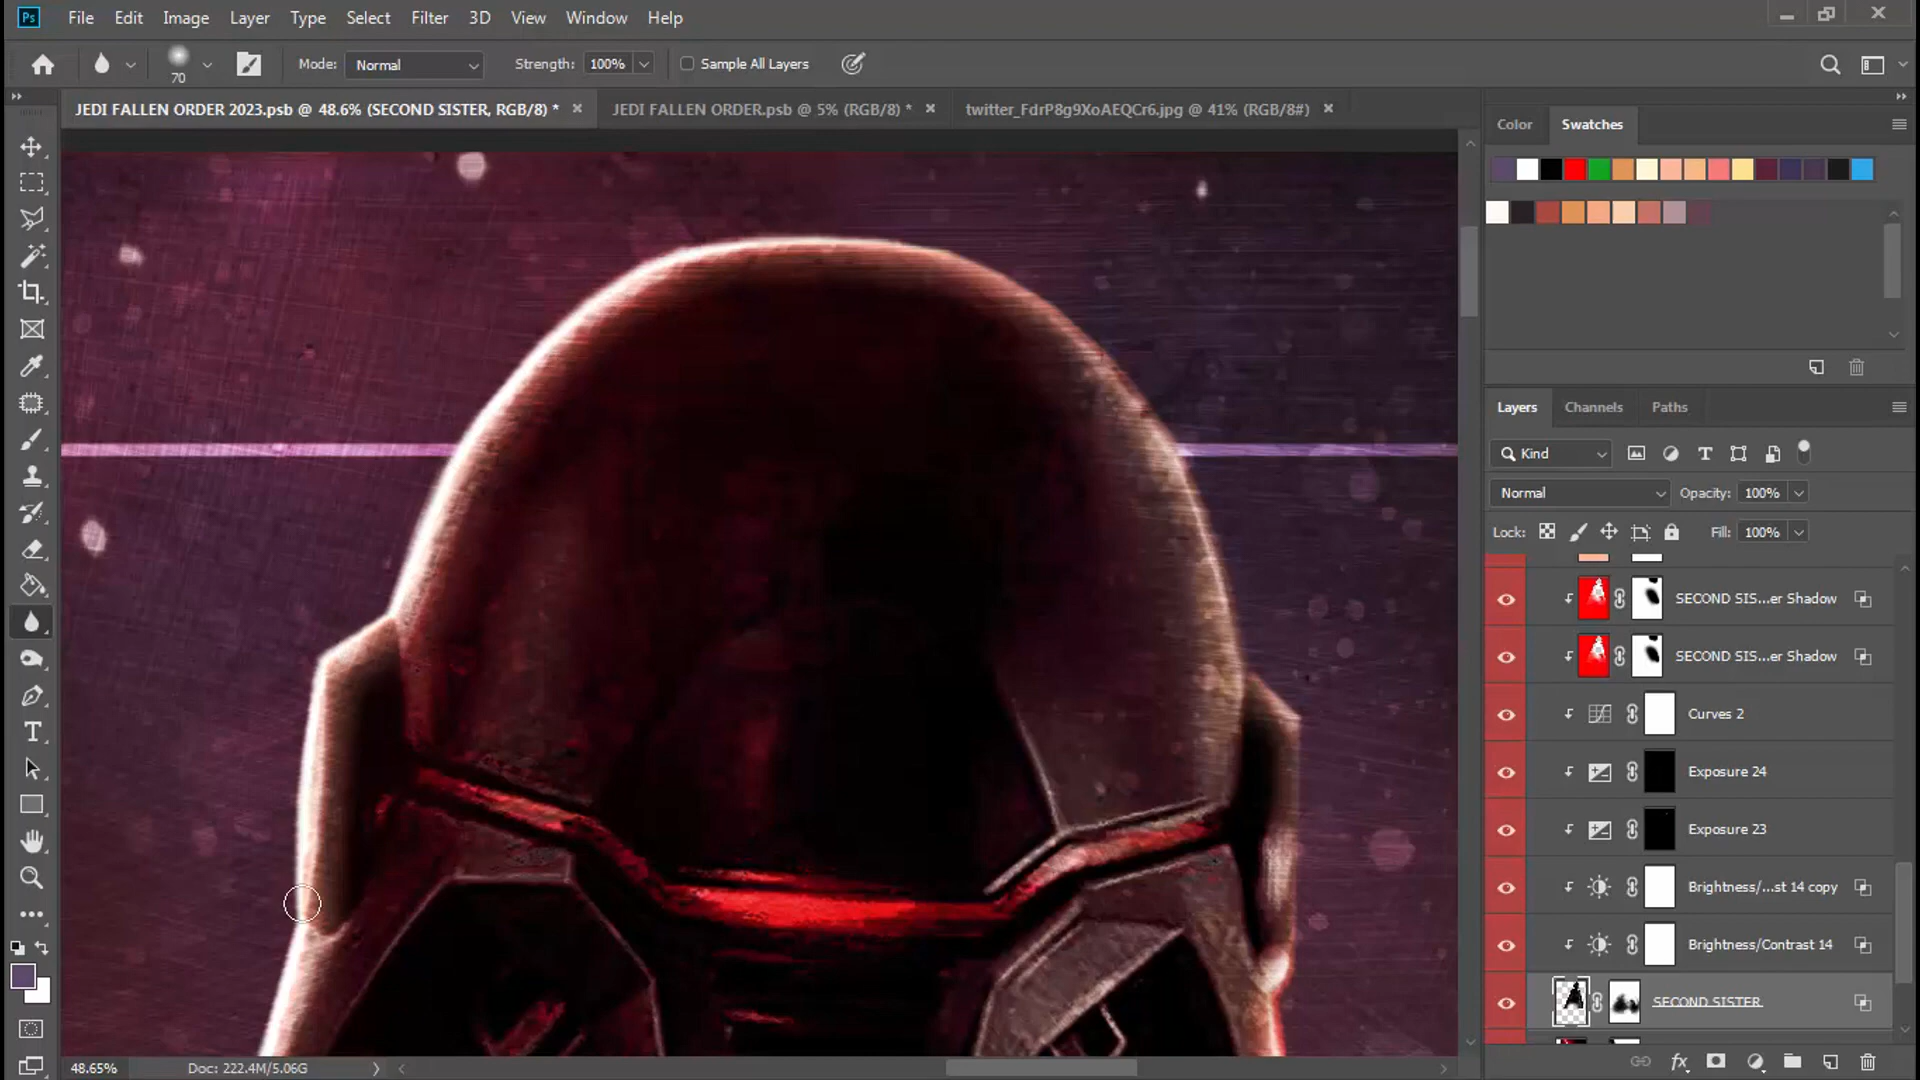 Ps File Edit Image Layer Type Select Filter 3D View Window Help
70 Mode: Normal Strength: 100% Sample All Layers
JEDI FALLEN ORDER 2023.psb @ 48.6% (SECOND SISTER, RGB/8) * JEDI FALLEN ORDER.psb @ 5% (RGB/8) * twitter_FdrP8g9XoAEQCr6.jpg @ 41% (RGB/8#)
Color Swatches
Layers Channels Paths
Kind
Normal Opacity: 100%
Lock: Fill: 100%
SECOND SIS...er Shadow
SECOND SIS...er Shadow
Curves 2
Exposure 24
Exposure 23
Brightness/...st 14 copy
Brightness/Contrast 14
SECOND SISTER
48.65% Doc: 222.4M/5.06G
fx